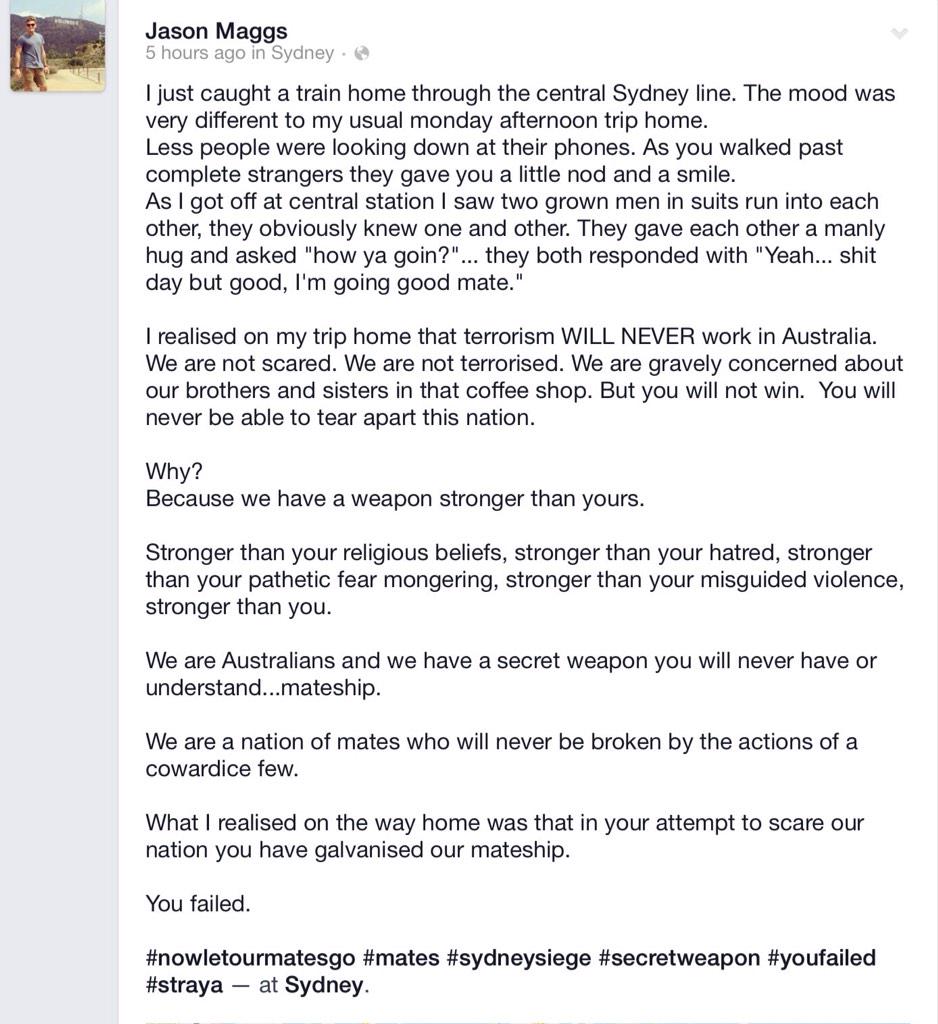 Jason Maggs
5 hours ago in Sydney ·
I just caught a train home through the central Sydney line. The mood was
very different to my usual monday afternoon trip home.
Less people were looking down at their phones. As you walked past
complete strangers they gave you a little nod and a smile.
As I got off at central station I saw two grown men in suits run into each
other, they obviously knew one and other. They gave each other a manly
hug and asked "how ya goin?"... they both responded with "Yeah... shit
day but good, I'm going good mate."
I realised on my trip home that terrorism WILL NEVER work in Australia.
We are not scared. We are not terrorised. We are gravely concerned about
our brothers and sisters in that coffee shop. But you will not win.  You will
never be able to tear apart this nation.
Why?
Because we have a weapon stronger than yours.
Stronger than your religious beliefs, stronger than your hatred, stronger
than your pathetic fear mongering, stronger than your misguided violence,
stronger than you.
We are Australians and we have a secret weapon you will never have or
understand...mateship.
We are a nation of mates who will never be broken by the actions of a
cowardice few.
What I realised on the way home was that in your attempt to scare our
nation you have galvanised our mateship.
You failed.
#nowletourmatesgo #mates #sydneysiege #secretweapon #youfailed
#straya — at Sydney.